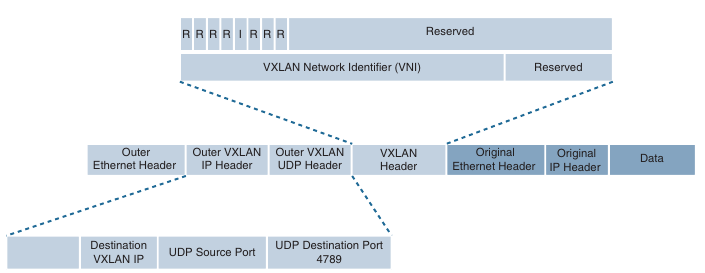 R R R R I R R R Reserved
VXLAN Network Identifier (VNI) Reserved
Outer
Ethernet Header
Outer VXLAN
IP Header
Outer VXLAN
UDP Header
VXLAN
Header
Original
Ethernet Header
Original
IP Header
Data
Destination
VXLAN IP
UDP Source Port
UDP Destination Port
4789